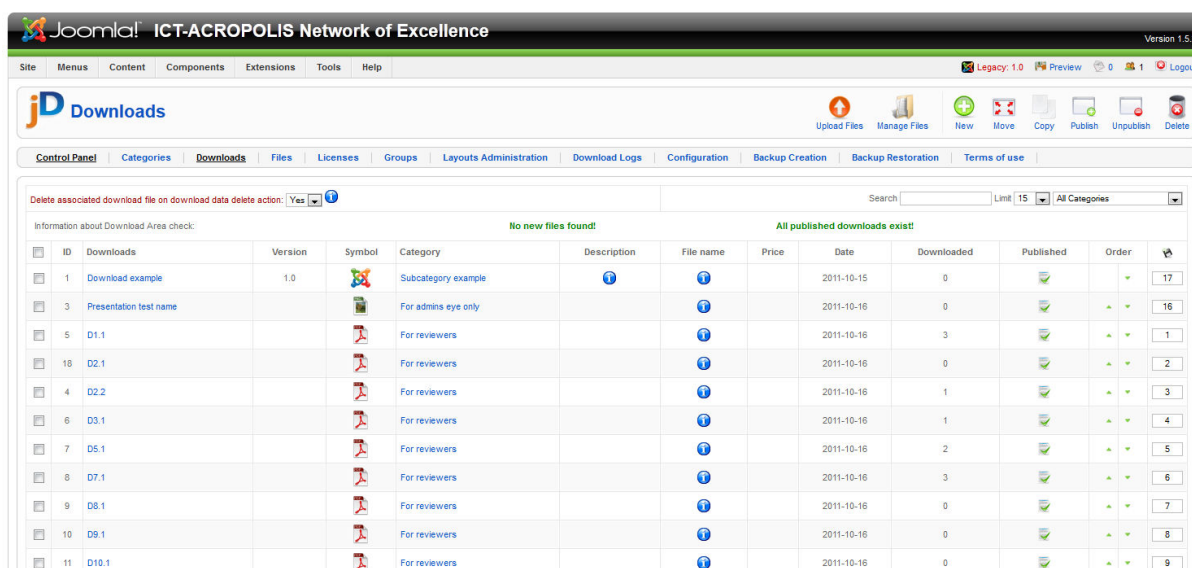 Joomla! ICT-ACROPOLIS Network of Excellence
Version 1.5.
Site Menus Content Components Extensions Tools Help Legacy: 1.0 Preview 0 1 Logou
jD Downloads
Upload Files Manage Files New Move Copy Publish Unpublish Delete
Control Panel Categories Downloads Files Licenses Groups Layouts Administration Download Logs Configuration Backup Creation Backup Restoration Terms of use
Delete associated download file on download data delete action: Yes Search Limit 15 All Categories
Information about Download Area check: No new files found! All published downloads exist!
ID Downloads Version Symbol Category Description File name Price Date Downloaded Published Order
1 Download example 1.0 Subcategory example 2011-10-15 0 17
3 Presentation test name For admins eye only 2011-10-16 0 16
5 D1.1 For reviewers 2011-10-16 3 1
18 D2.1 For reviewers 2011-10-16 0 2
4 D2.2 For reviewers 2011-10-16 1 3
6 D3.1 For reviewers 2011-10-16 1 4
7 D5.1 For reviewers 2011-10-16 2 5
8 D7.1 For reviewers 2011-10-16 3 6
9 D8.1 For reviewers 2011-10-16 0 7
10 D9.1 For reviewers 2011-10-16 0 8
11 D10.1 For reviewers 2011-10-16 0 9